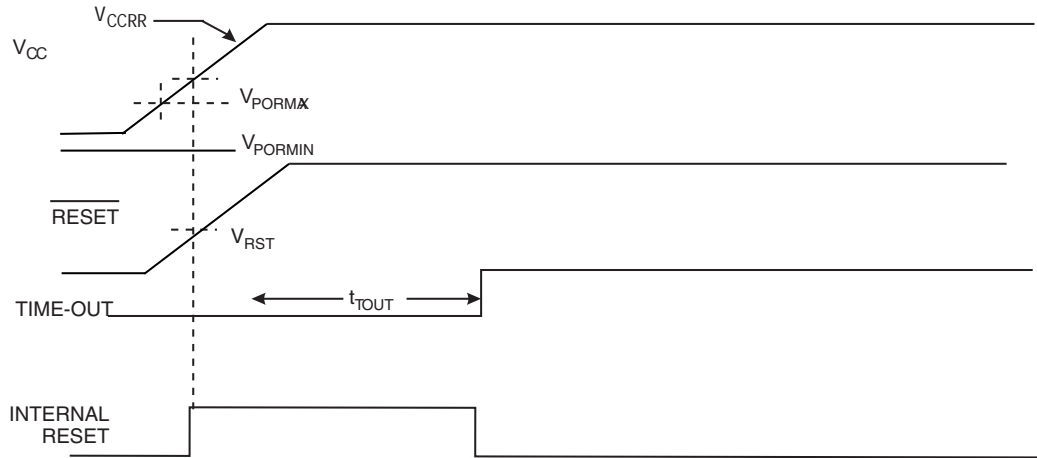 VCCRR
VCC
VPORMAX
VPORMIN
RESET
VRST
tTOUT
TIME-OUT
INTERNAL
RESET